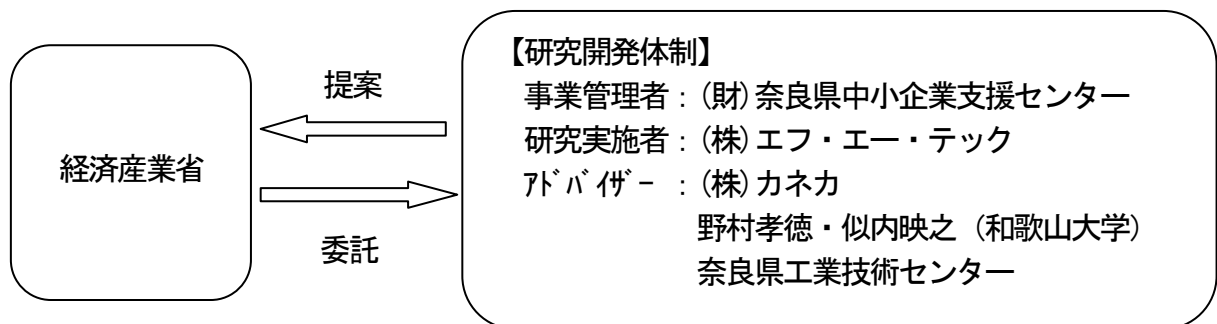 経済産業省
提案
委託
【研究開発体制】
事業管理者：(財)奈良県中小企業支援センター
研究実施者：(株)エフ・エー・テック
ｱﾄﾞﾊﾞｲｻﾞｰ ：(株)カネカ
野村孝徳・似内映之（和歌山大学）
奈良県工業技術センター